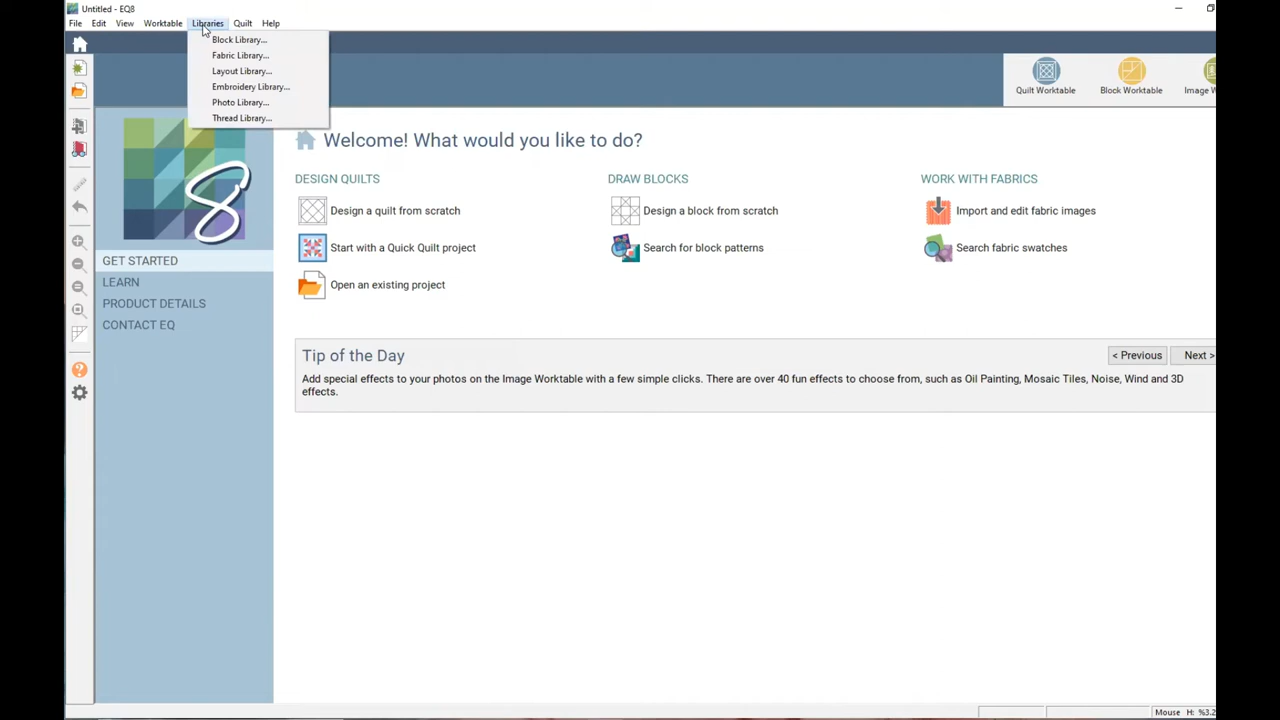 Untitled - EQ8
File Edit View Worktable Libraries Quilt Help
Block Library...
Fabric Library...
Layout Library...
Embroidery Library...
Photo Library...
Thread Library...
Quilt Worktable Block Worktable Image W
8
GET STARTED
LEARN
PRODUCT DETAILS
CONTACT EQ
Welcome! What would you like to do?
DESIGN QUILTS
Design a quilt from scratch
Start with a Quick Quilt project
Open an existing project
DRAW BLOCKS
Design a block from scratch
Search for block patterns
WORK WITH FABRICS
Import and edit fabric images
Search fabric swatches
Tip of the Day
< Previous Next >
Add special effects to your photos on the Image Worktable with a few simple clicks. There are over 40 fun effects to choose from, such as Oil Painting, Mosaic Tiles, Noise, Wind and 3D
effects.
Mouse H: %3.2